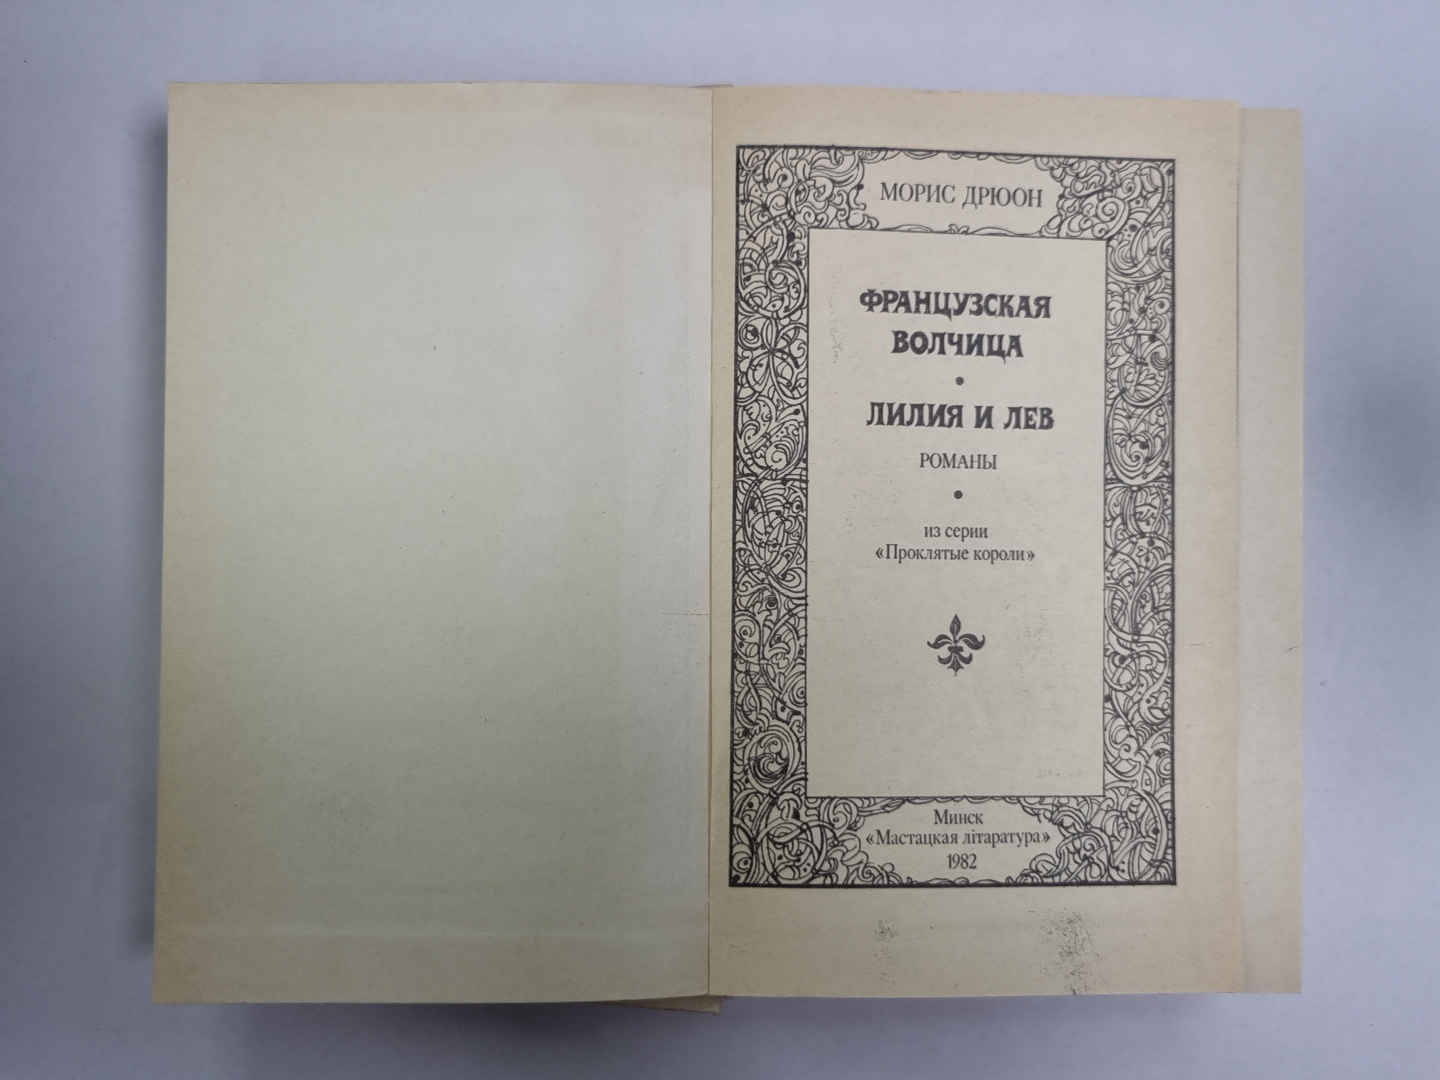 МОРИС ДРЮОН
ФРАНЦУЗСКАЯ
ВОЛЧИЦА
•
ЛИЛИЯ И ЛЕВ
РОМАНЫ
•
из серии
«Проклятые короли»
Минск
«Мастацкая літаратура»
1982